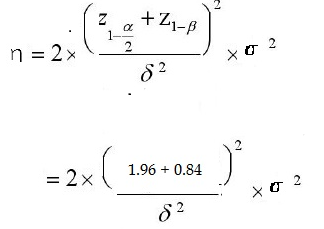 n = 2 × ( z_{1−α/2} + z_{1−β} )² / δ² × σ²
= 2 × ( 1.96 + 0.84 )² / δ² × σ²